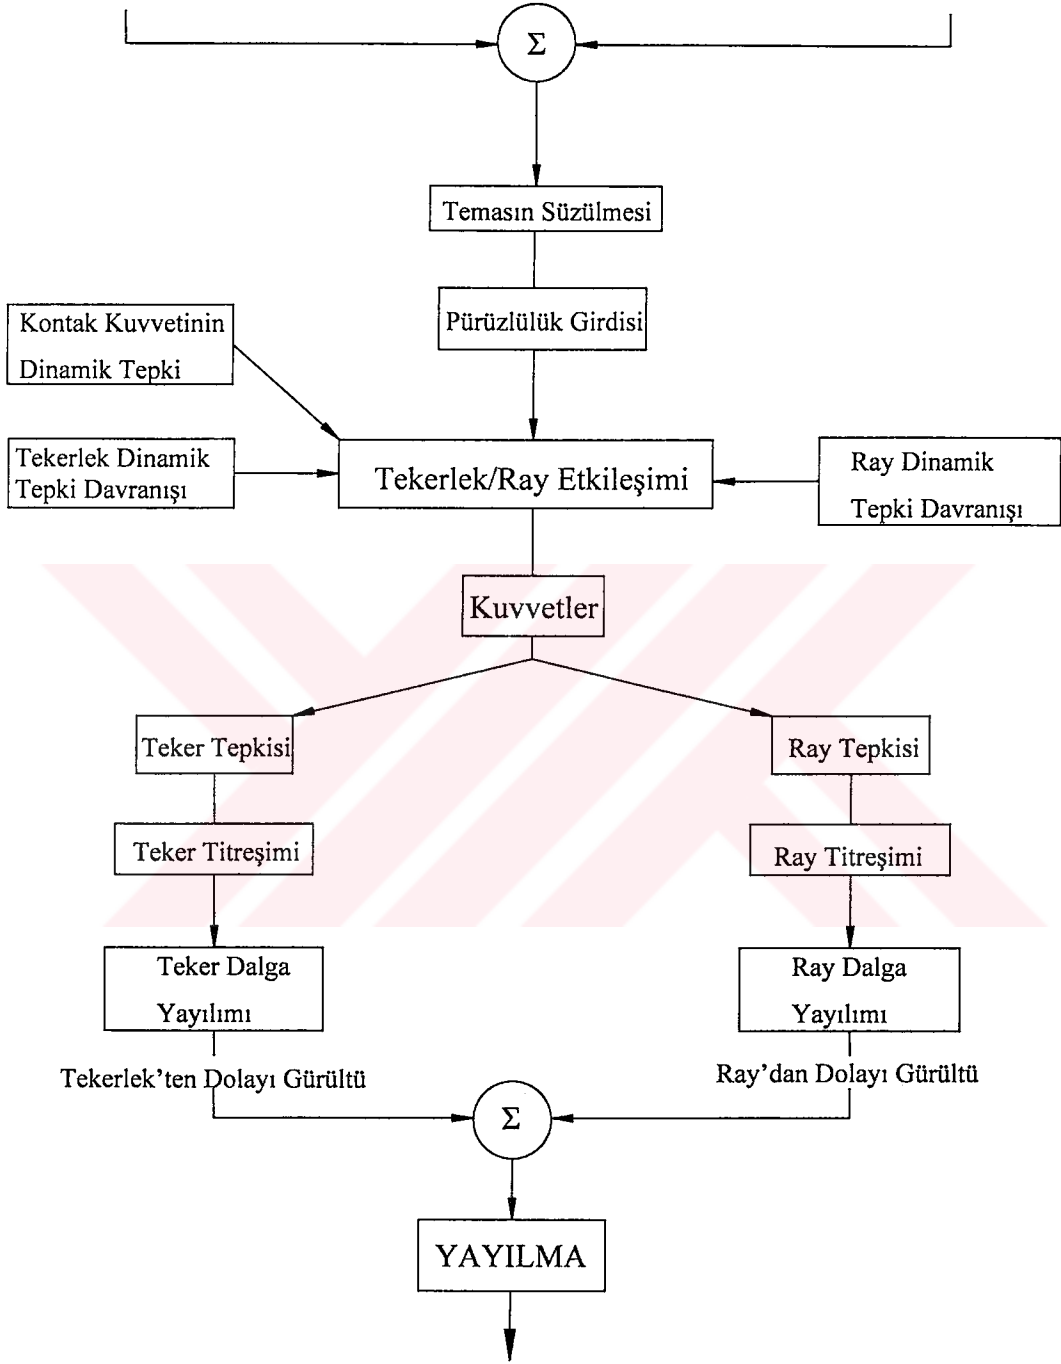 Σ
Temasın Süzülmesi
Pürüzlülük Girdisi
Kontak Kuvvetinin
Dinamik Tepki
Tekerlek Dinamik
Tepki Davranışı
Tekerlek/Ray Etkileşimi
Ray Dinamik
Tepki Davranışı
Kuvvetler
Teker Tepkisi
Ray Tepkisi
Teker Titreşimi
Ray Titreşimi
Teker Dalga
Yayılımı
Ray Dalga
Yayılımı
Tekerlek’ten Dolayı Gürültü
Ray’dan Dolayı Gürültü
Σ
YAYILMA